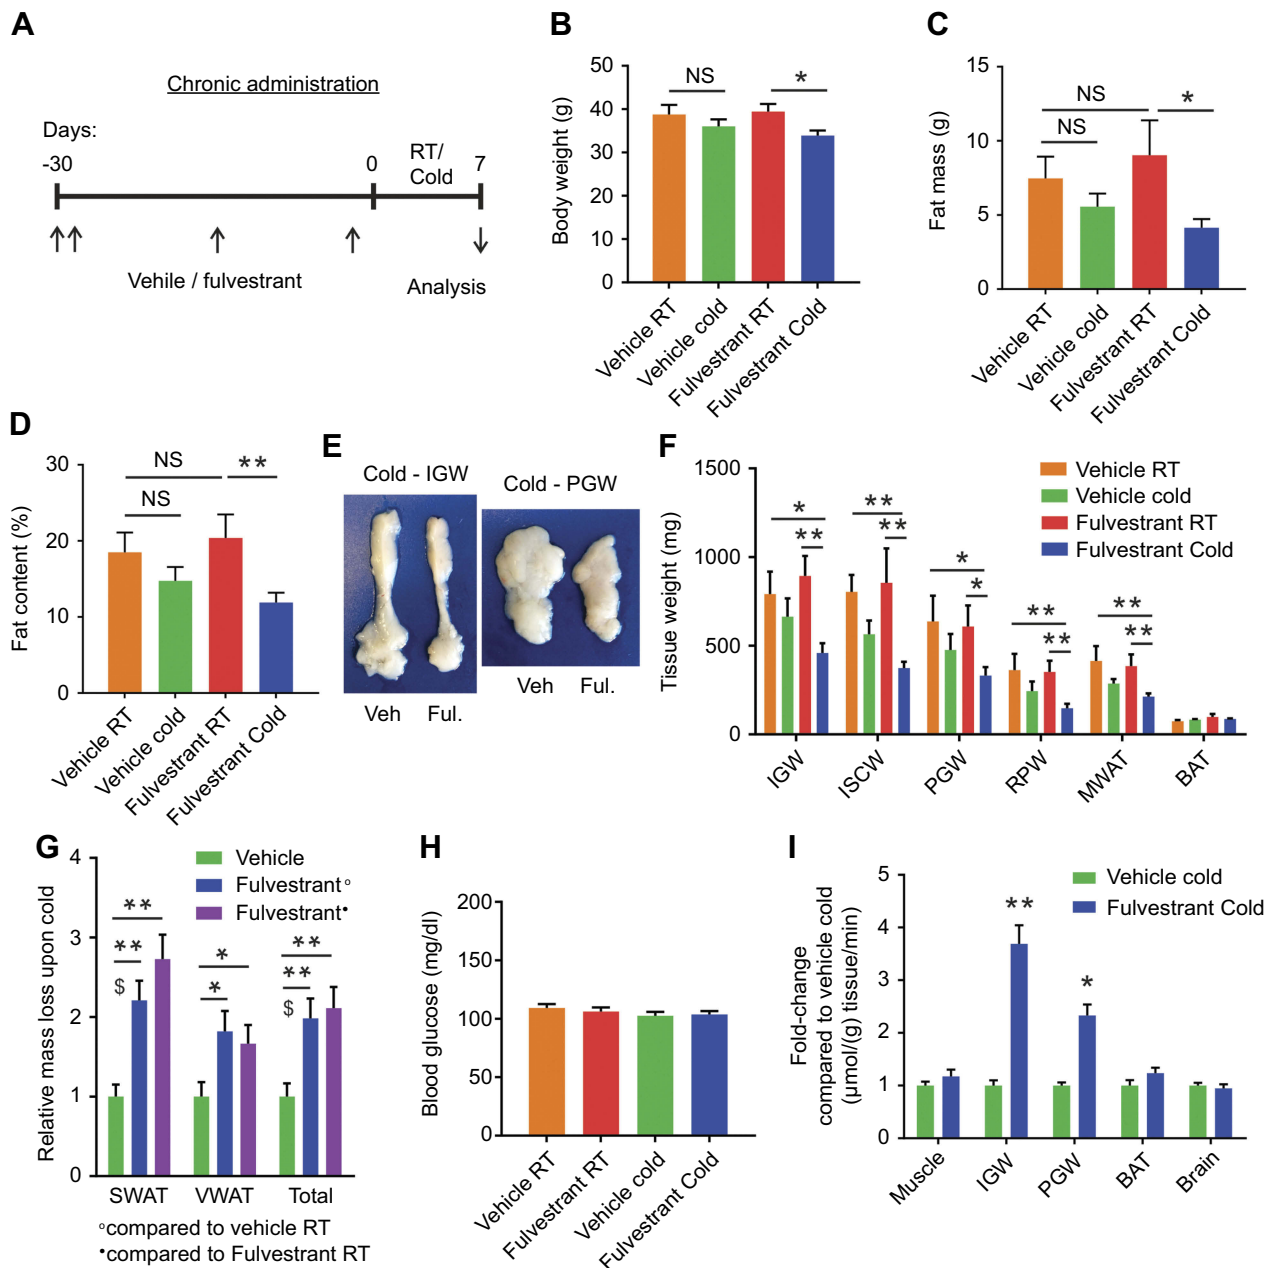 A
Chronic administration
Days:
-30
0
RT/
Cold
7
Vehile / fulvestrant
Analysis
B
Body weight (g)
50
40
30
20
10
0
NS
*
Vehicle RT
Vehicle cold
Fulvestrant RT
Fulvestrant Cold
C
Fat mass (g)
15
10
5
0
NS
*
NS
Vehicle RT
Vehicle cold
Fulvestrant RT
Fulvestrant Cold
D
Fat content (%)
30
20
10
0
NS
**
NS
Vehicle RT
Vehicle cold
Fulvestrant RT
Fulvestrant Cold
E
Cold - IGW
Cold - PGW
Veh
Ful.
Veh
Ful.
F
Tissue weight (mg)
1500
1000
500
0
Vehicle RT
Vehicle cold
Fulvestrant RT
Fulvestrant Cold
*
**
**
**
*
*
**
**
**
**
IGW
ISCW
PGW
RPW
MWAT
BAT
G
Relative mass loss upon cold
4
3
2
1
0
Vehicle
Fulvestrant°
Fulvestrant•
**
**
$
*
*
**
**
$
SWAT
VWAT
Total
°compared to vehicle RT
•compared to Fulvestrant RT
H
Blood glucose (mg/dl)
200
150
100
50
0
Vehicle RT
Fulvestrant RT
Vehicle cold
Fulvestrant Cold
I
Fold-change
compared to vehicle cold
(μmol/(g) tissue/min)
5
4
3
2
1
0
Vehicle cold
Fulvestrant Cold
**
*
Muscle
IGW
PGW
BAT
Brain